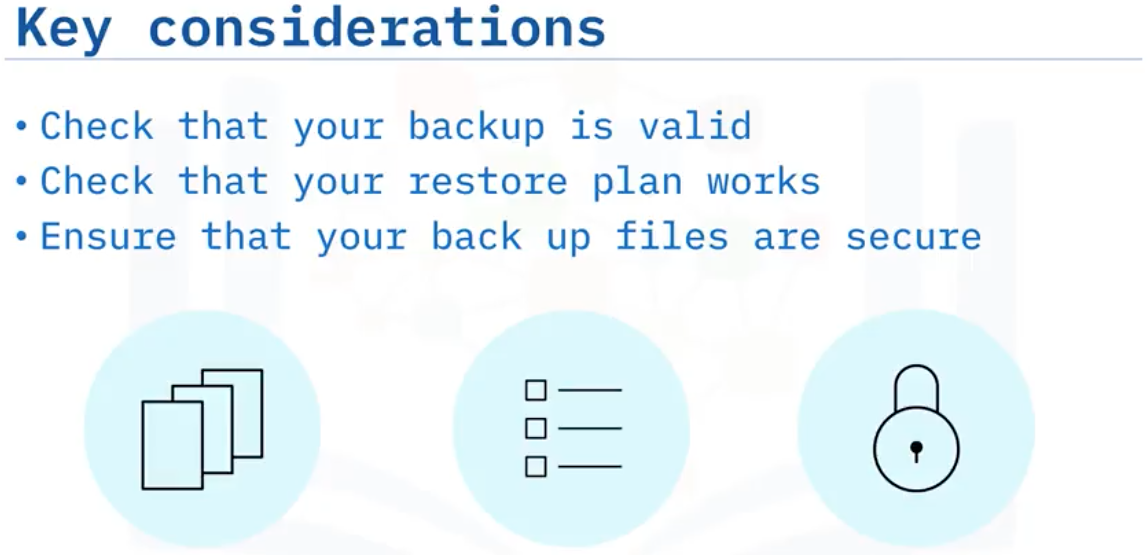 Key considerations
• Check that your backup is valid
• Check that your restore plan works
• Ensure that your back up files are secure